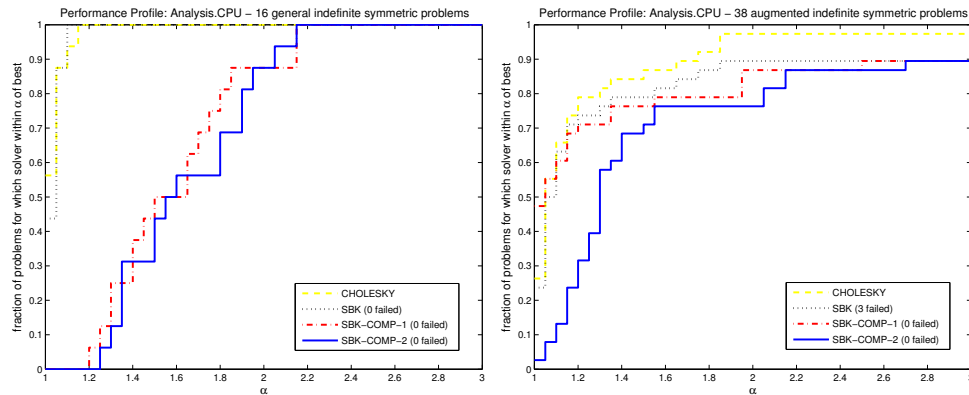 Performance Profile: Analysis.CPU – 16 general indefinite symmetric problems
fraction of problems for which solver within α of best
1
0.9
0.8
0.7
0.6
0.5
0.4
0.3
0.2
0.1
0
CHOLESKY
SBK (0 failed)
SBK-COMP-1 (0 failed)
SBK-COMP-2 (0 failed)
1 1.2 1.4 1.6 1.8 2 2.2 2.4 2.6 2.8 3
α
Performance Profile: Analysis.CPU – 38 augmented indefinite symmetric problems
fraction of problems for which solver within α of best
1
0.9
0.8
0.7
0.6
0.5
0.4
0.3
0.2
0.1
0
CHOLESKY
SBK (3 failed)
SBK-COMP-1 (0 failed)
SBK-COMP-2 (0 failed)
1 1.2 1.4 1.6 1.8 2 2.2 2.4 2.6 2.8 3
α